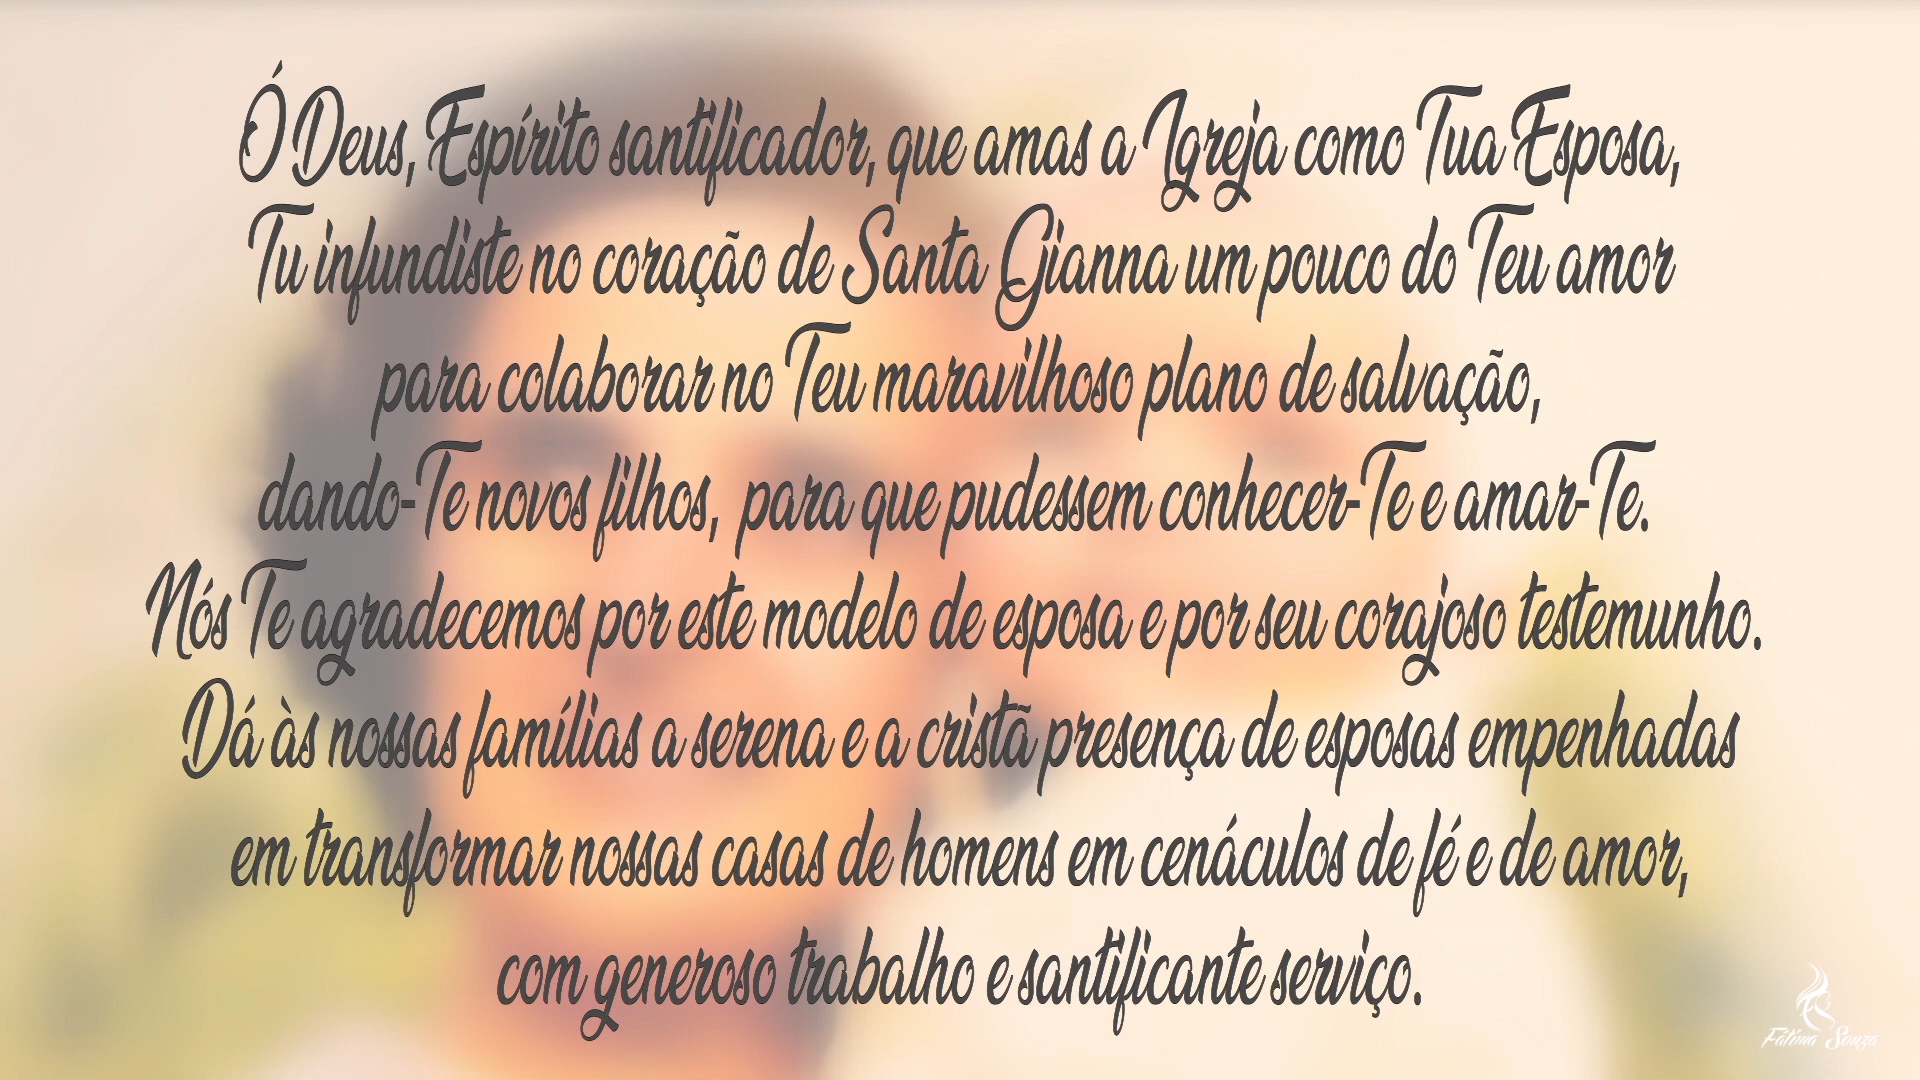 Ó Deus, Espírito santificador, que amas a Igreja como Tua Esposa,
Tu infundiste no coração de Santa Gianna um pouco do Teu amor
para colaborar no Teu maravilhoso plano de salvação,
dando-Te novos filhos, para que pudessem conhecer-Te e amar-Te.
Nós Te agradecemos por este modelo de esposa e por seu corajoso testemunho.
Dá às nossas famílias a serena e a cristã presença de esposas empenhadas
em transformar nossas casas de homens em cenáculos de fé e de amor,
com generoso trabalho e santificante serviço.
Fátima Souza